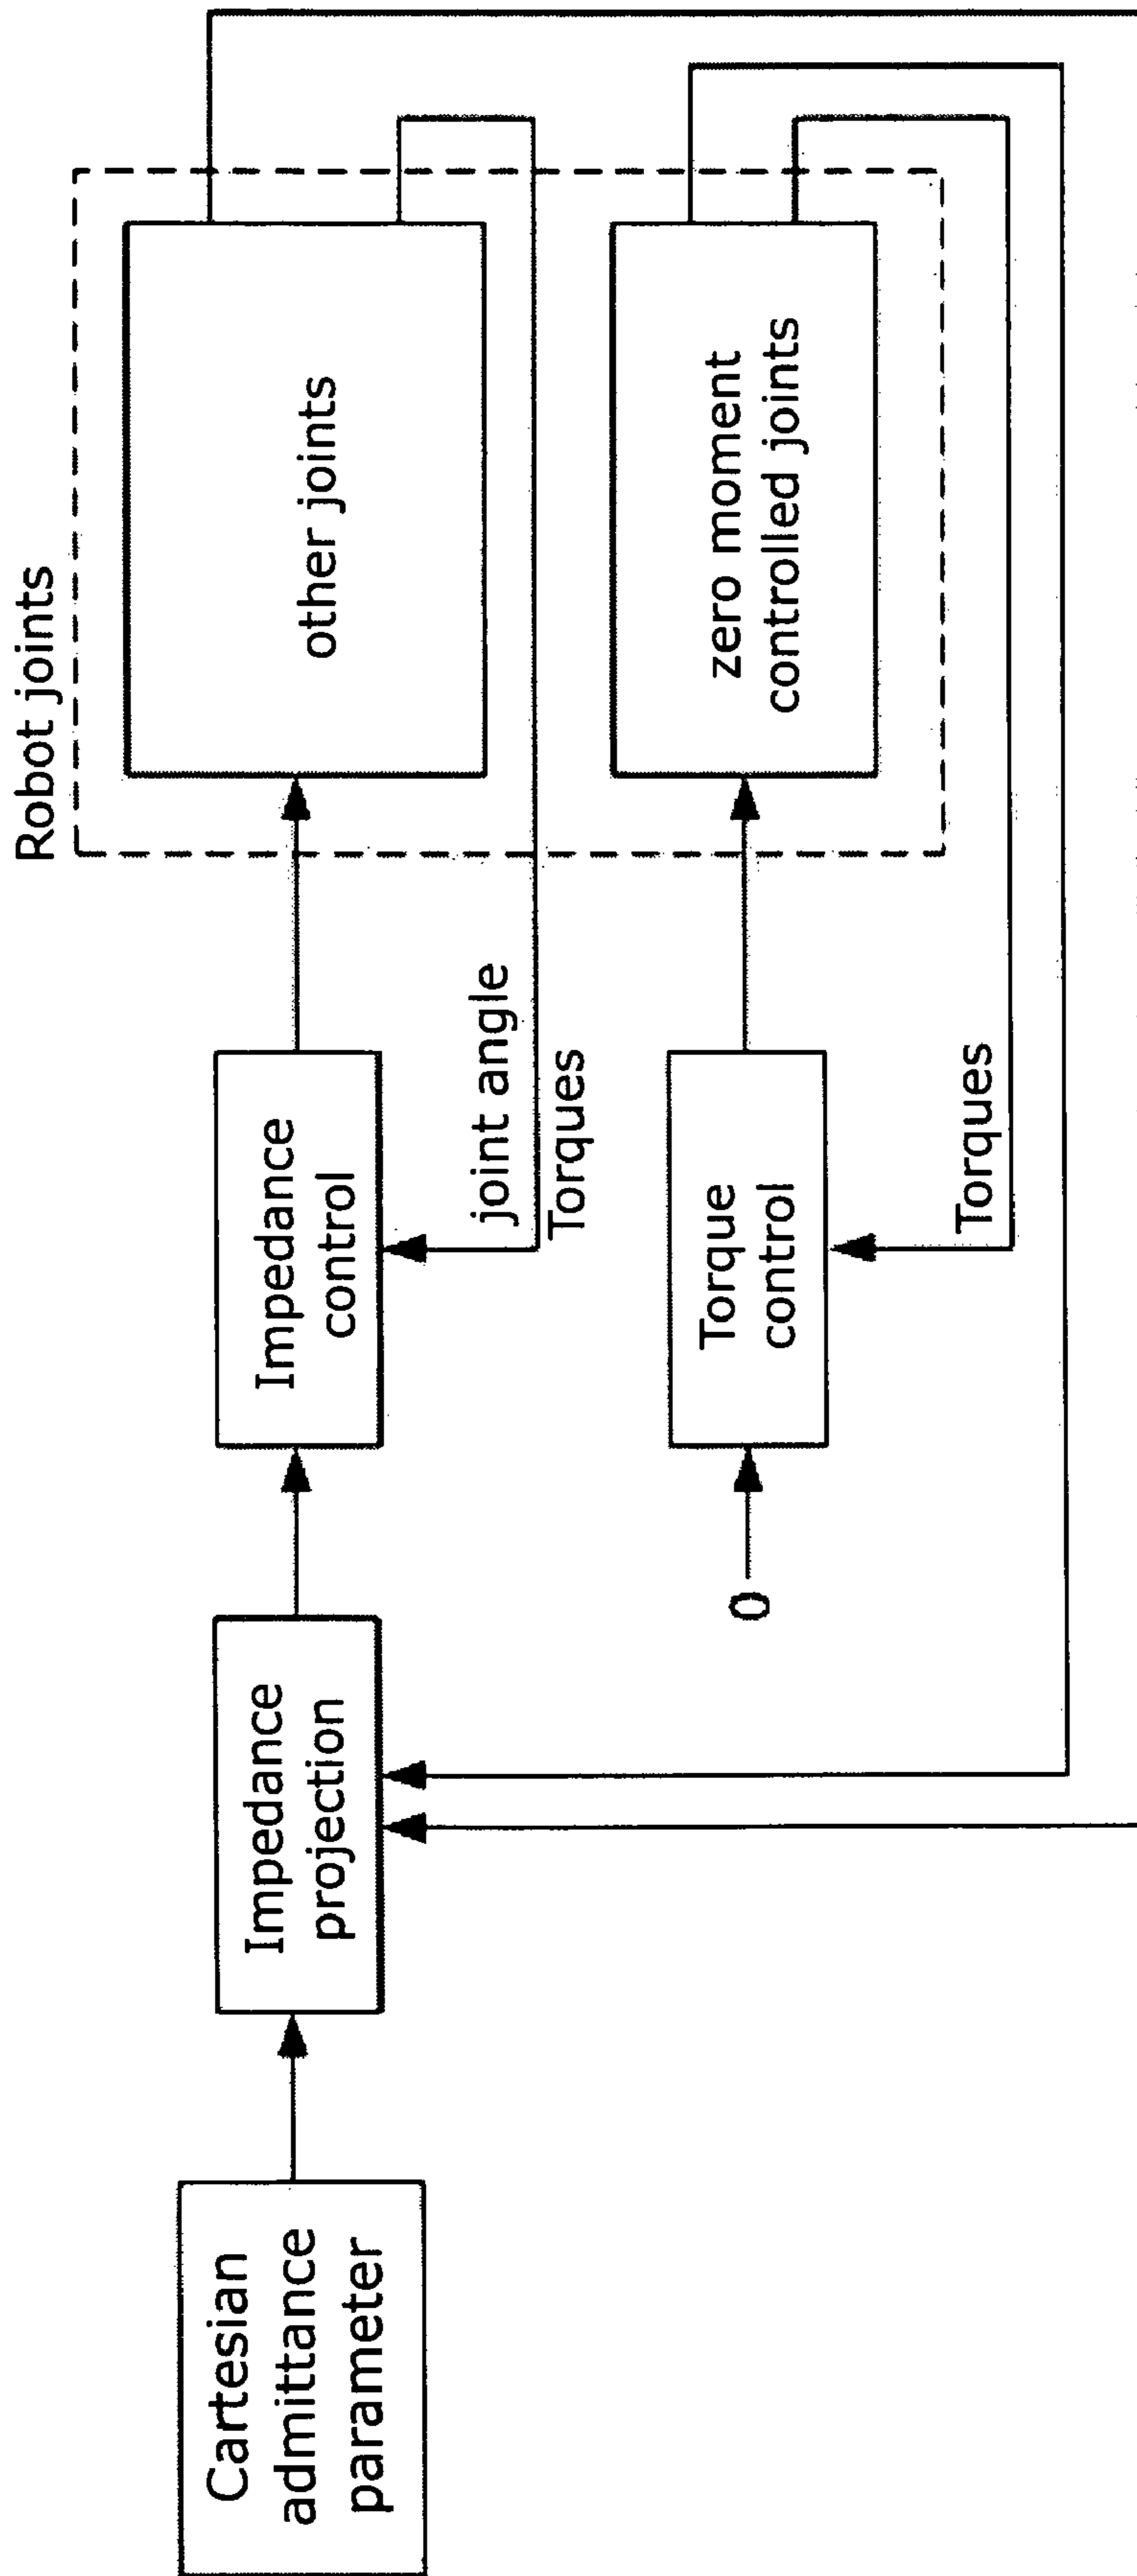 Robot joints
Cartesian
admittance
parameter
Impedance
projection
Impedance
control
other joints
joint angle
Torques
0
Torque
control
zero moment
controlled joints
Torques